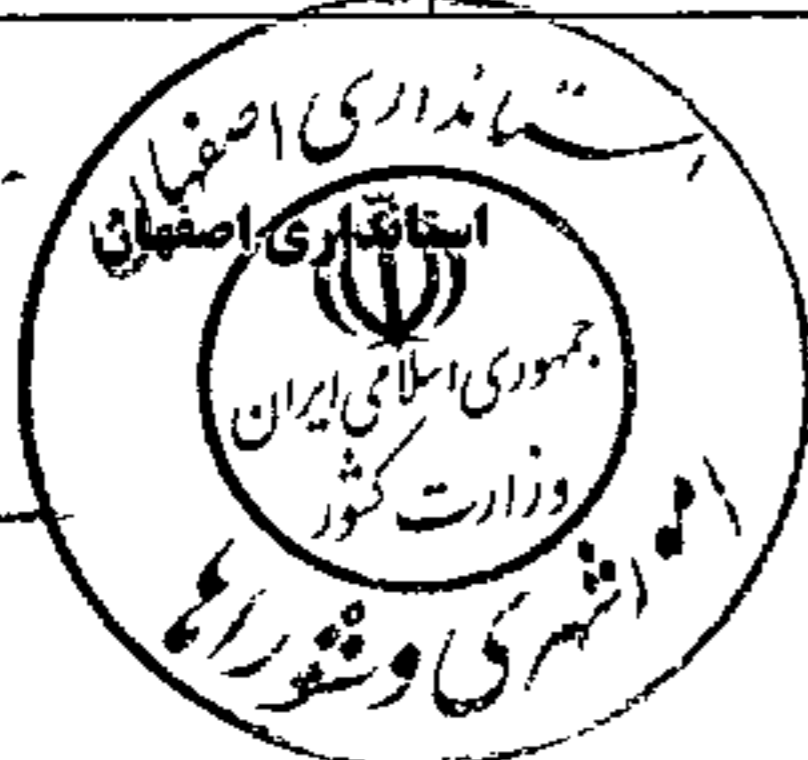 استانداری اصفهان
استانداری اصفهان
جمهوری اسلامی ایران
وزارت کشور
امور شهری و شوراها